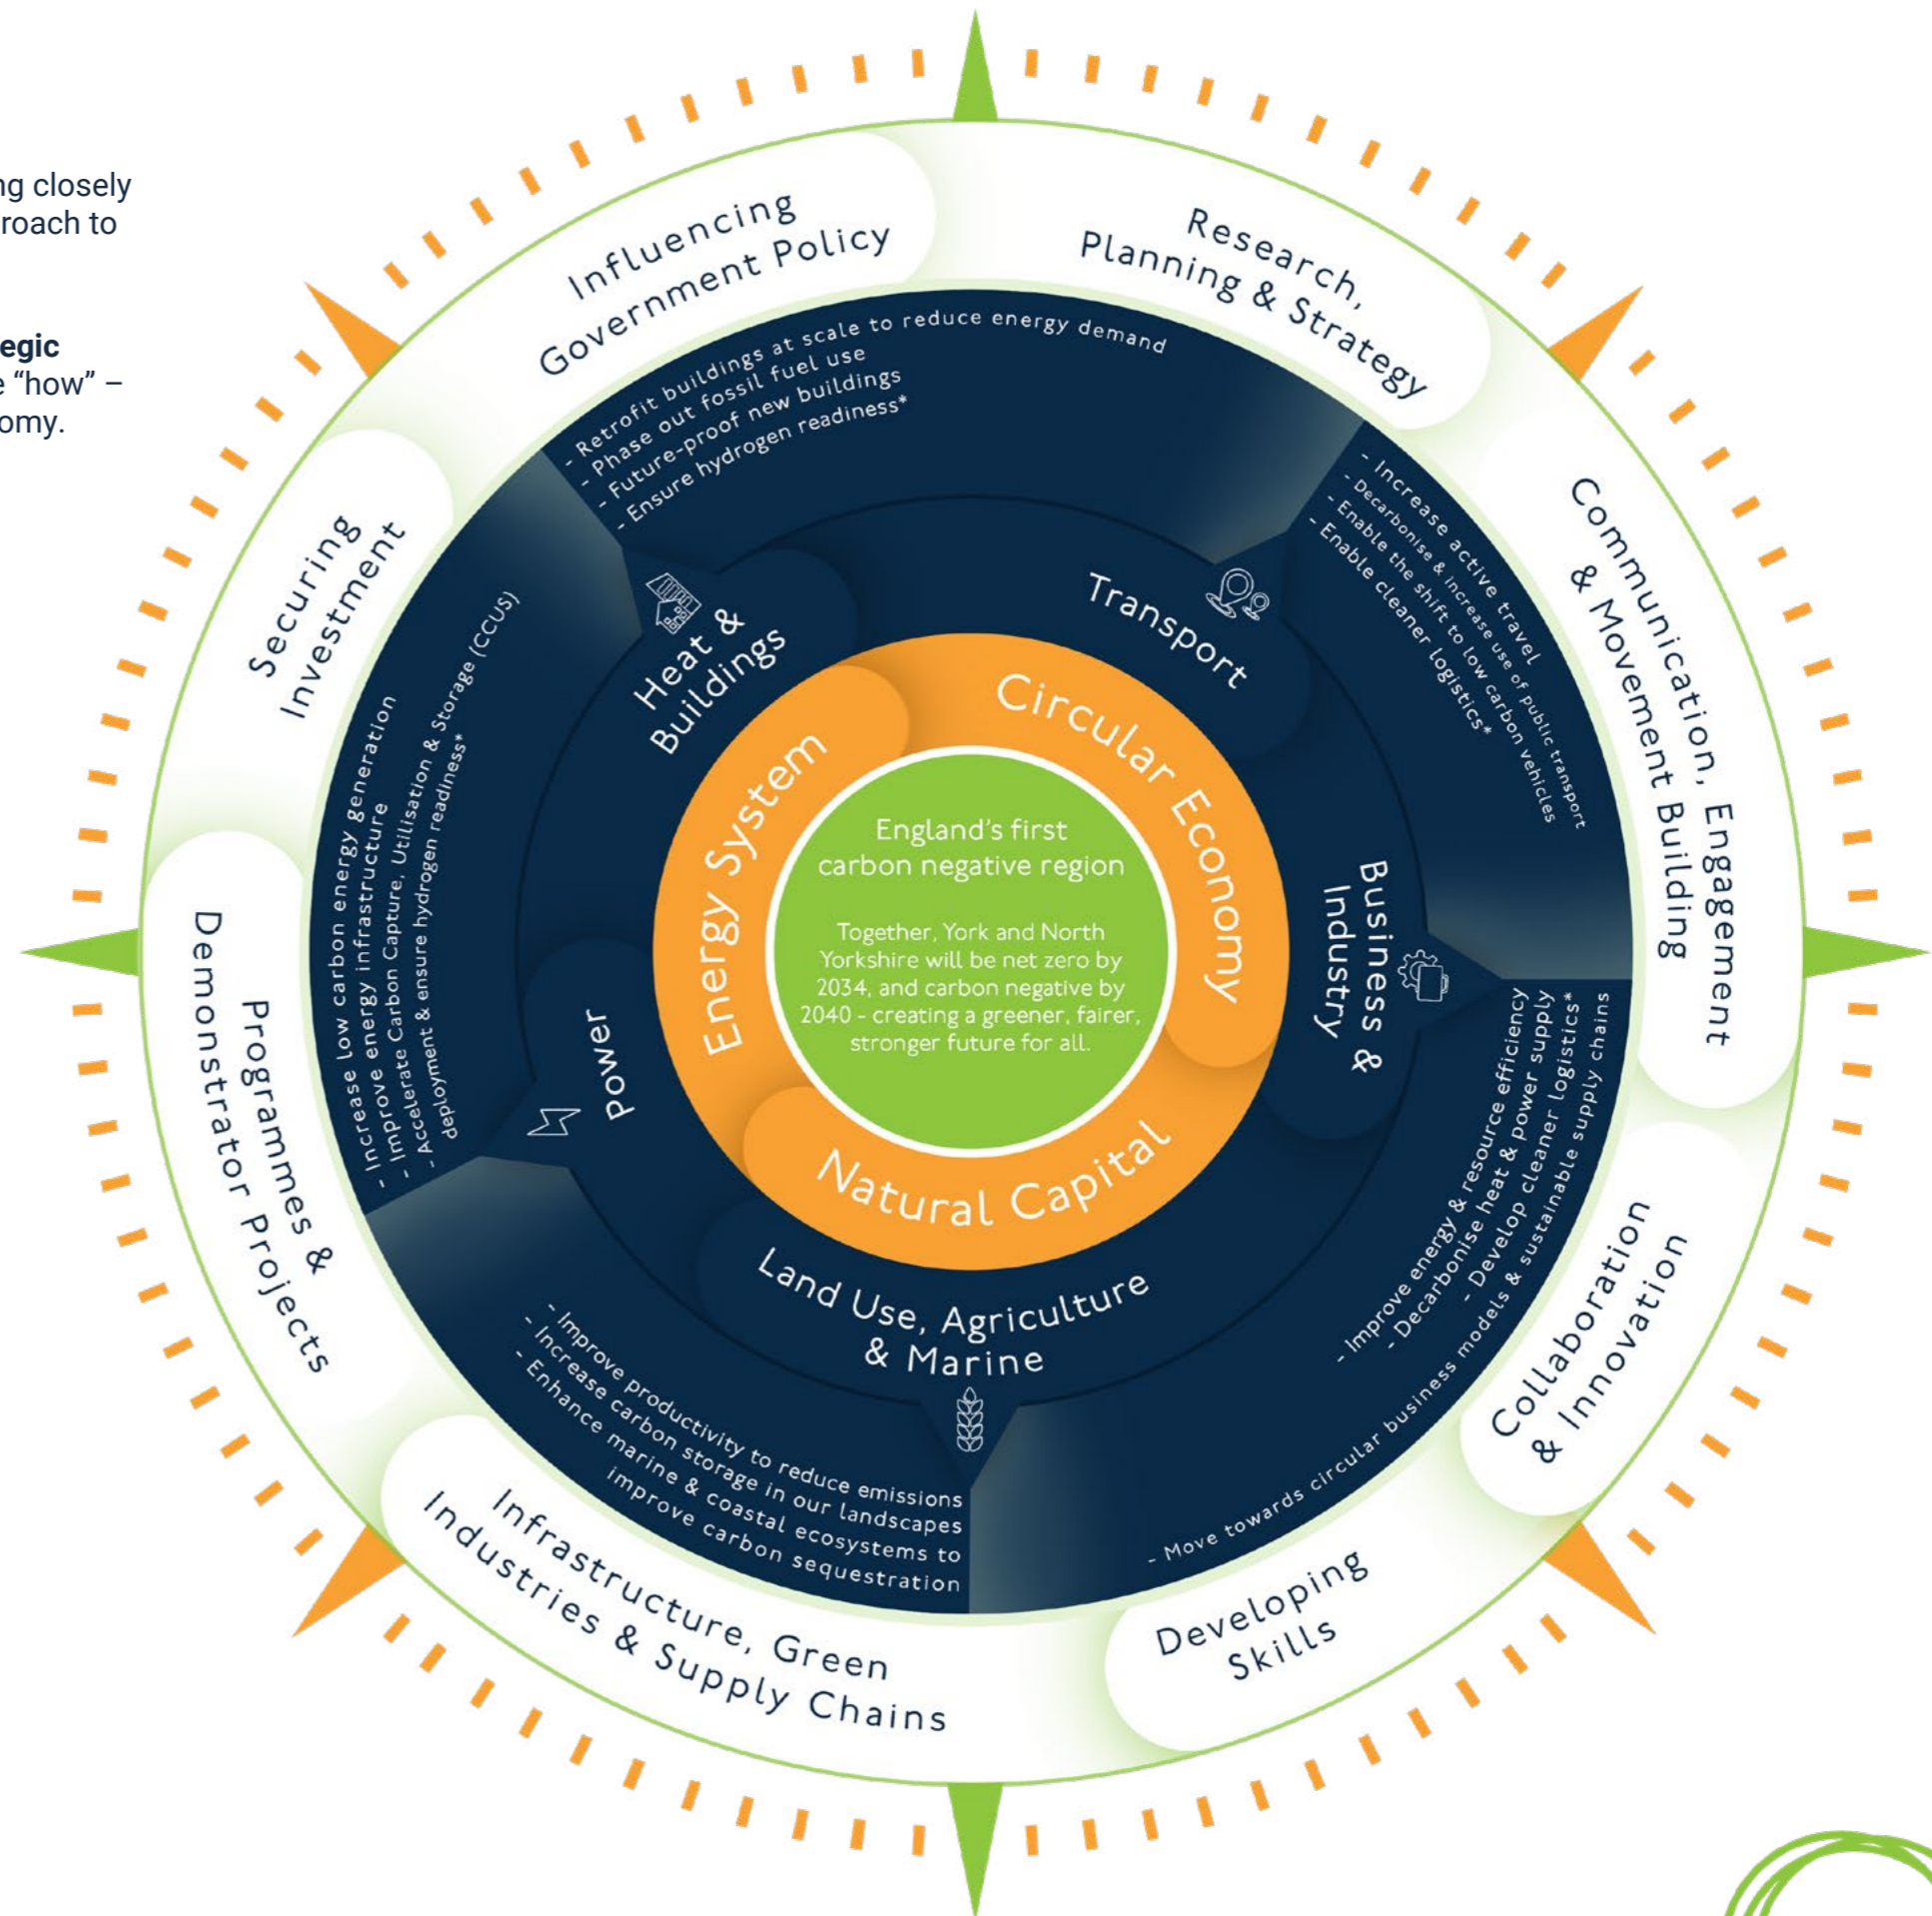 ng closely
roach to
egic
e “how” –
omy.
Influencing
Government Policy
Research,
Planning & Strategy
Communication, Engagement
& Movement Building
Collaboration
& Innovation
Developing
Skills
Infrastructure, Green
Industries & Supply Chains
Programmes &
Demonstrator Projects
Securing
Investment
- Retrofit buildings at scale to reduce energy demand
- Phase out fossil fuel use
- Future-proof new buildings
- Ensure hydrogen readiness*
- Increase active travel
- Decarbonise & increase use of public transport
- Enable the shift to low carbon vehicles
- Enable cleaner logistics*
- Improve energy & resource efficiency
- Decarbonise heat & power supply
- Develop cleaner logistics*
- Move towards circular business models & sustainable supply chains
- Improve productivity to reduce emissions
- Increase carbon storage in our landscapes
- Enhance marine & coastal ecosystems to
improve carbon sequestration
- Increase low carbon energy generation
- Improve energy infrastructure
- Accelerate Carbon Capture, Utilisation & Storage (CCUS)
deployment & ensure hydrogen readiness*
Heat &
Buildings
Transport
Business &
Industry
Land Use, Agriculture
& Marine
Power
Energy System
Circular Economy
Natural Capital
England's first
carbon negative region
Together, York and North
Yorkshire will be net zero by
2034, and carbon negative by
2040 - creating a greener, fairer,
stronger future for all.